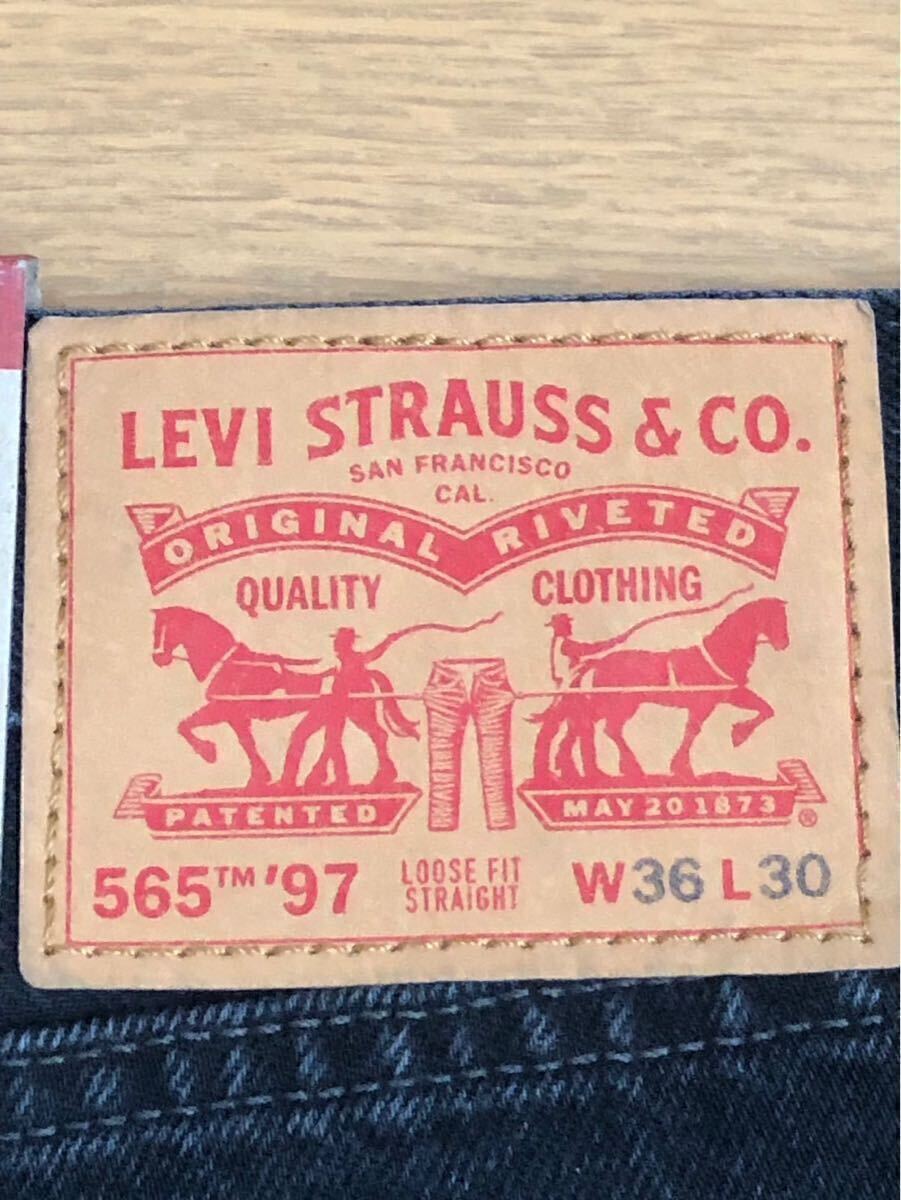 LEVI STRAUSS & CO.
SAN FRANCISCO
CAL.
ORIGINAL RIVETED
QUALITY CLOTHING
PATENTED MAY 20 1873 ®
565™ '97 LOOSE FIT STRAIGHT W36 L30